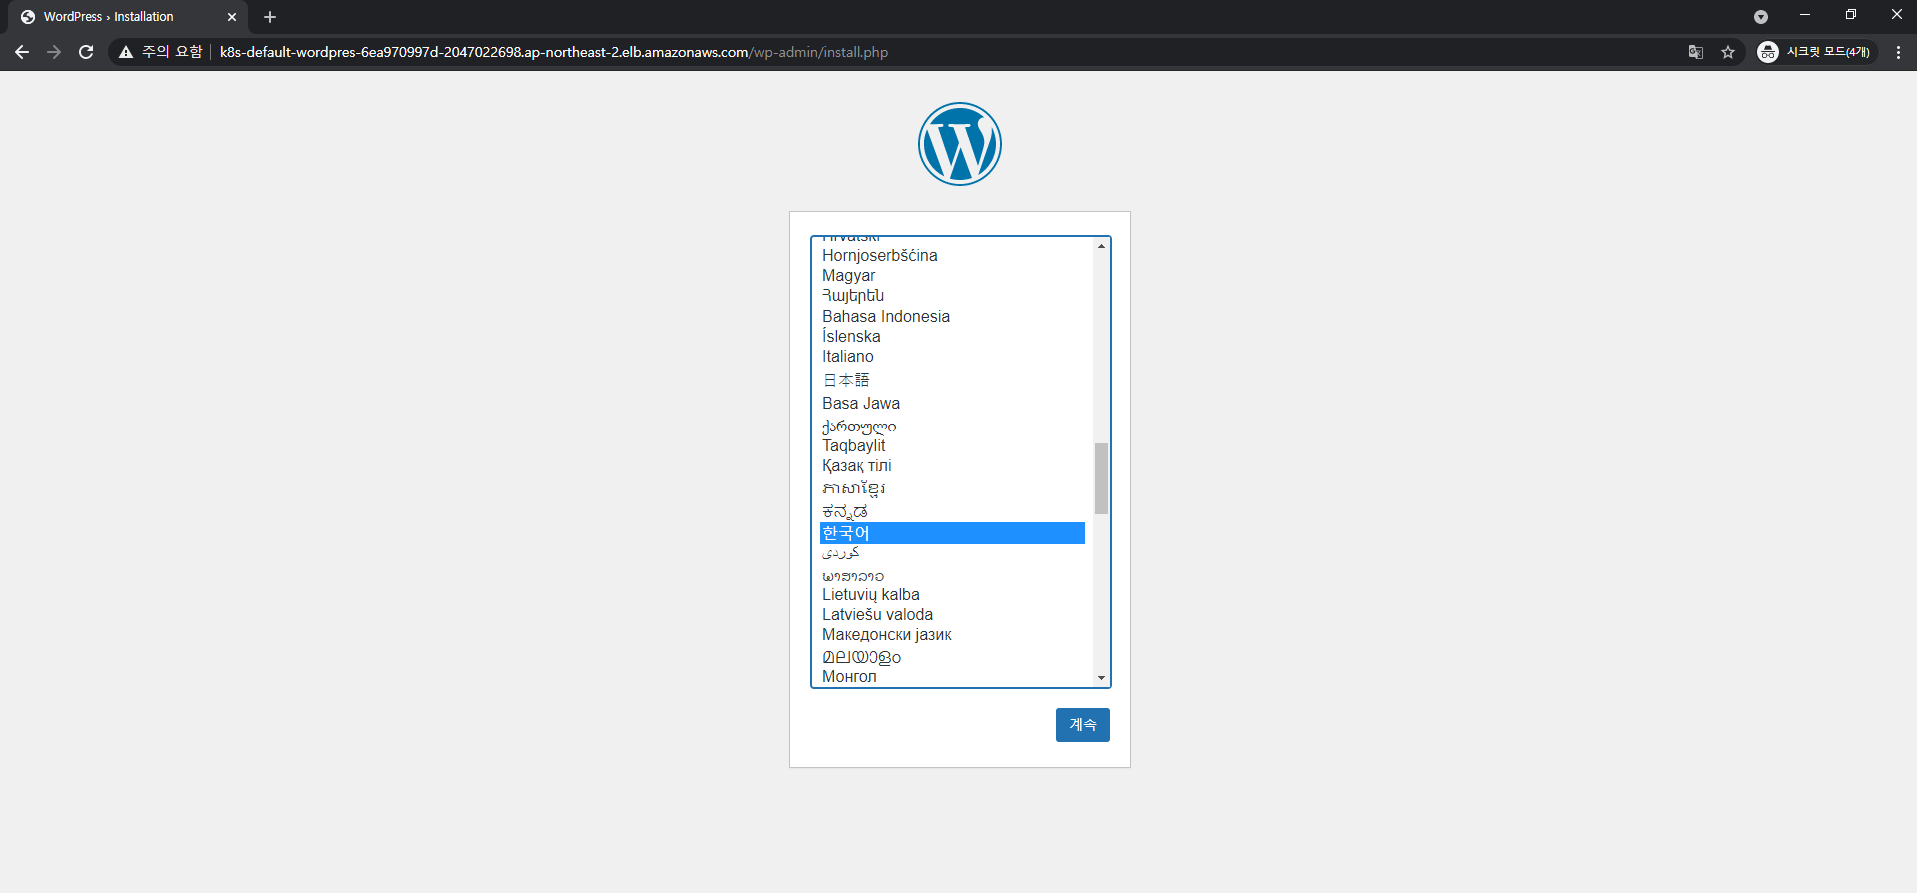 WordPress › Installation
주의 요함
k8s-default-wordpres-6ea970997d-2047022698.ap-northeast-2.elb.amazonaws.com/wp-admin/install.php
시크릿 모드(4개)
Hrvatski
Hornjoserbšćina
Magyar
Հայերեն
Bahasa Indonesia
Íslenska
Italiano
日本語
Basa Jawa
ქართული
Taqbaylit
Қазақ тілі
ភាសាខ្មែរ
ಕನ್ನಡ
한국어
كوردی
ພາສາລາວ
Lietuvių kalba
Latviešu valoda
Македонски јазик
മലയാളം
Монгол
계속